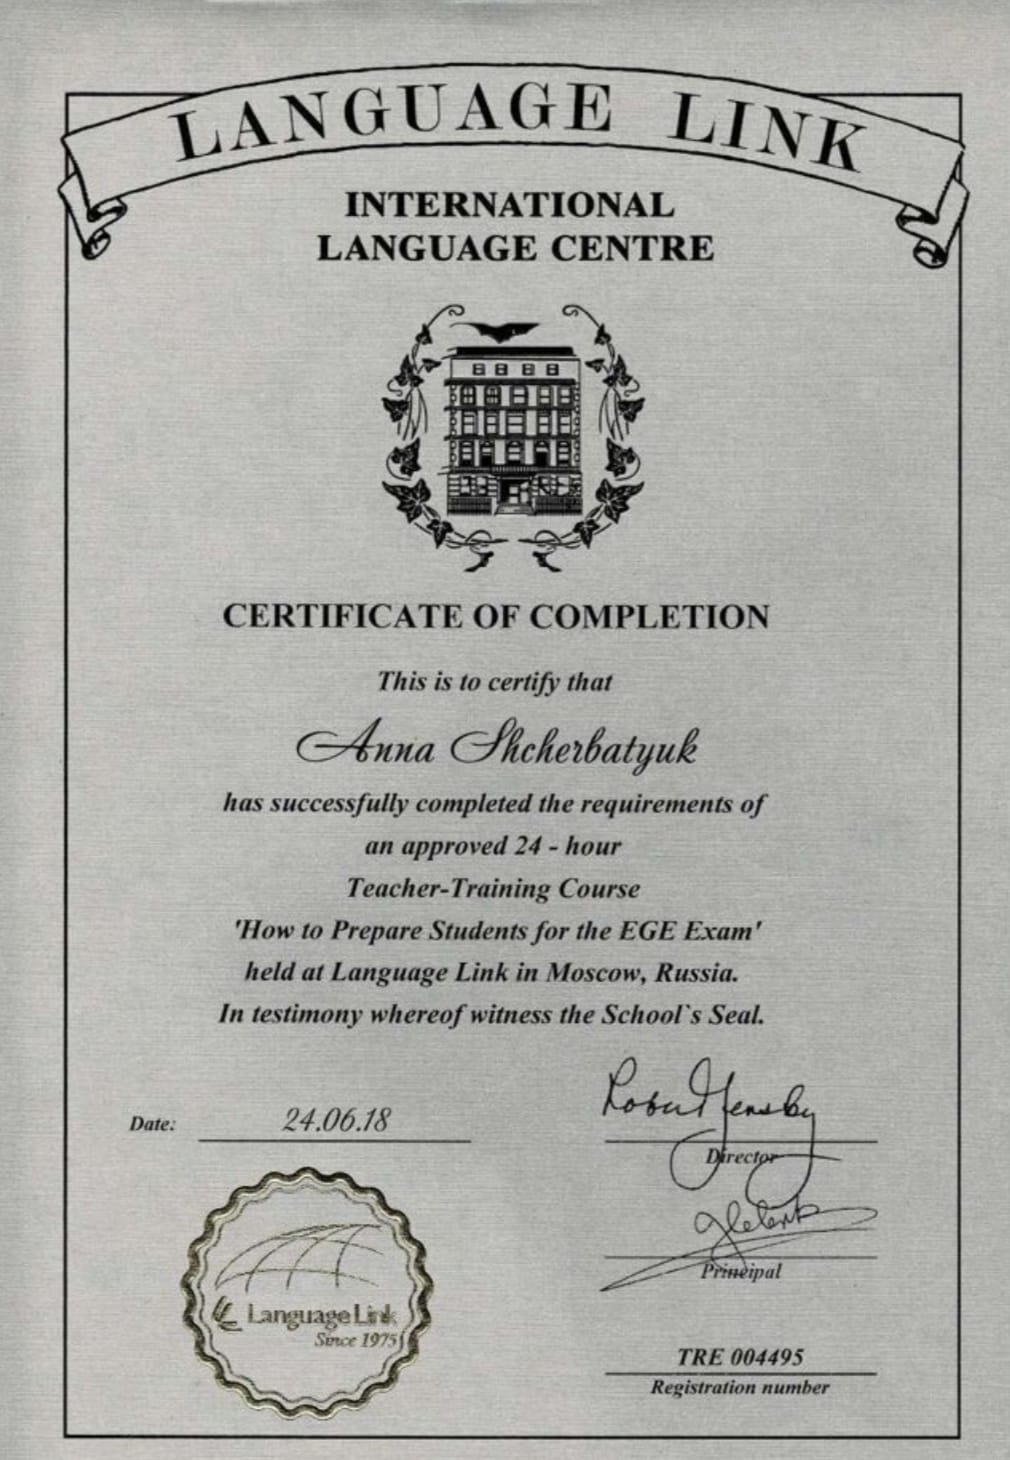 LANGUAGE LINK
INTERNATIONAL
LANGUAGE CENTRE
CERTIFICATE OF COMPLETION
This is to certify that
Anna Shcherbatyuk
has successfully completed the requirements of
an approved 24 - hour
Teacher-Training Course
'How to Prepare Students for the EGE Exam'
held at Language Link in Moscow, Russia.
In testimony whereof witness the School`s Seal.
Date: 24.06.18
Director
Principal
Language Link
Since 1975
TRE 004495
Registration number